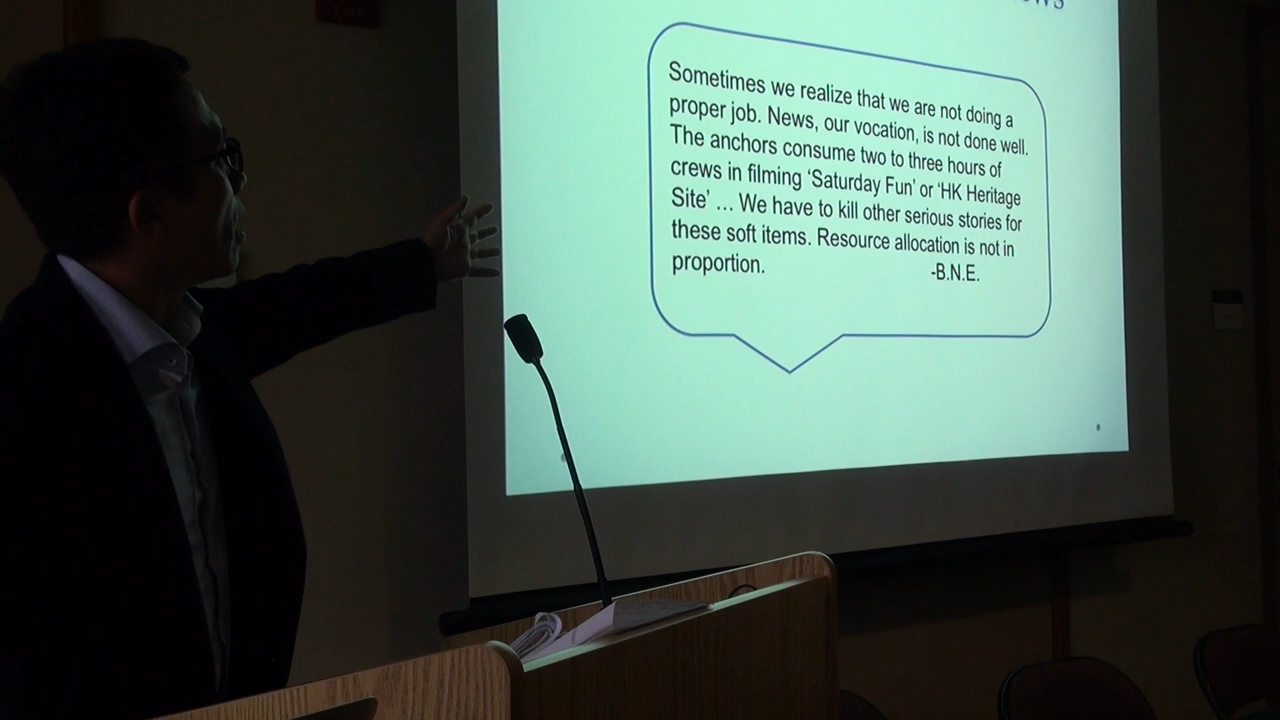 Sometimes we realize that we are not doing a
proper job. News, our vocation, is not done well.
The anchors consume two to three hours of
crews in filming ‘Saturday Fun’ or ‘HK Heritage
Site’ … We have to kill other serious stories for
these soft items. Resource allocation is not in
proportion. -B.N.E.